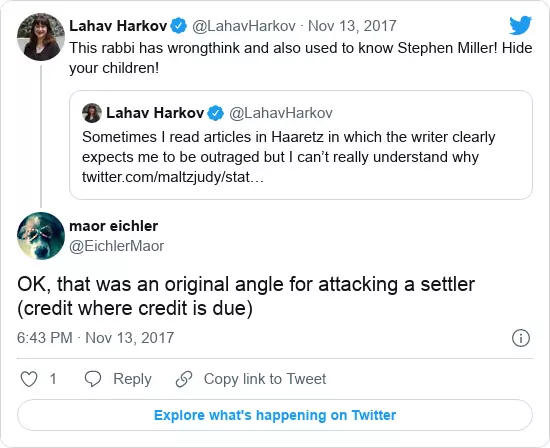 Lahav Harkov @LahavHarkov · Nov 13, 2017
This rabbi has wrongthink and also used to know Stephen Miller! Hide
your children!
Lahav Harkov @LahavHarkov
Sometimes I read articles in Haaretz in which the writer clearly
expects me to be outraged but I can’t really understand why
twitter.com/maltzjudy/stat…
maor eichler
@EichlerMaor
OK, that was an original angle for attacking a settler
(credit where credit is due)
6:43 PM · Nov 13, 2017
1 Reply Copy link to Tweet
Explore what's happening on Twitter